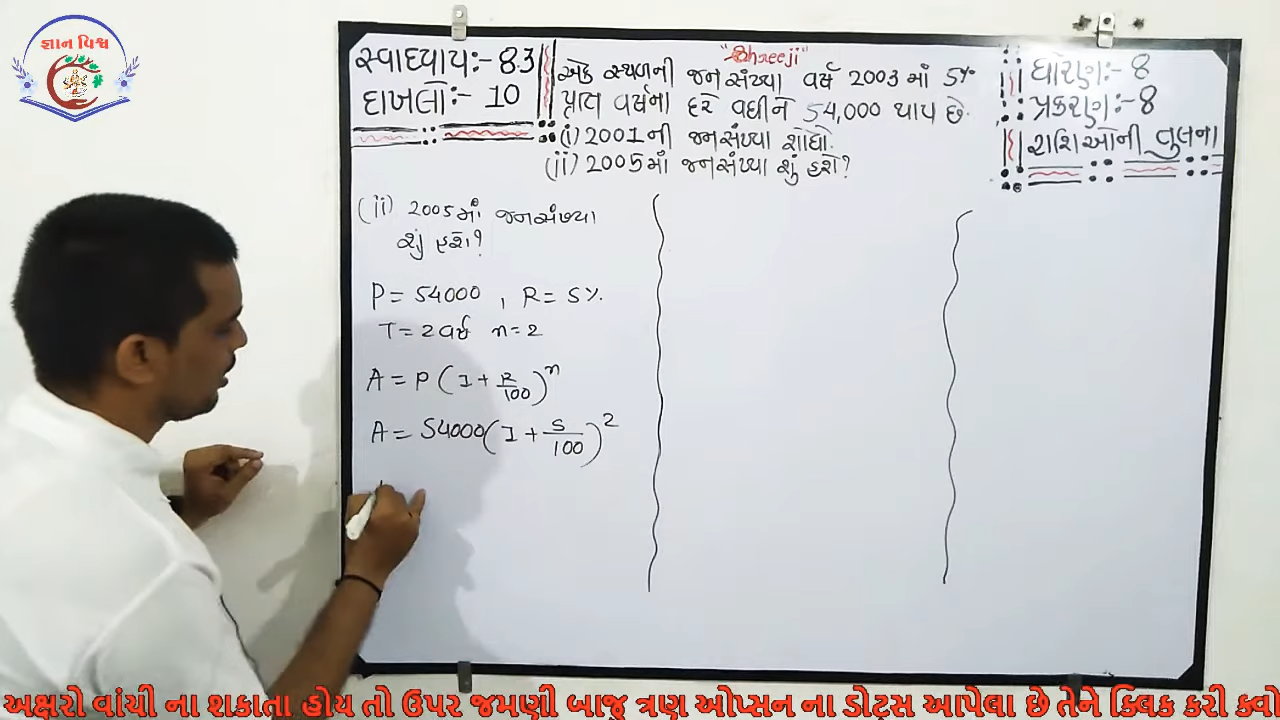 જ્ઞાન વિશ્વ
સ્વાધ્યાય:- 8.3
દાખલો:- 10
"Shreeji"
એક સ્થળની જનસંખ્યા વર્ષ 2003 માં 5%
પ્રતિ વર્ષના દરે વધીને 54,000 થાય છે.
(i) 2001 ની જનસંખ્યા શોધો.
(ii) 2005 માં જનસંખ્યા શું હશે?
ધોરણ:- 8
પ્રકરણ:- 8
રાશિઓની તુલના
(ii) 2005માં જનસંખ્યા
શું હશે?
P = 54000 , R = 5%.
T = 2 વર્ષ n = 2
A = P (1 + R/100)^n
A = 54000 (1 + 5/100)^2
અક્ષરો વાંચી ના શકાતા હોય તો ઉપર જમણી બાજુ ત્રણ ઓપ્સન ના ડોટ્સ આપેલા છે તેને ક્લિક કરી ક્વો